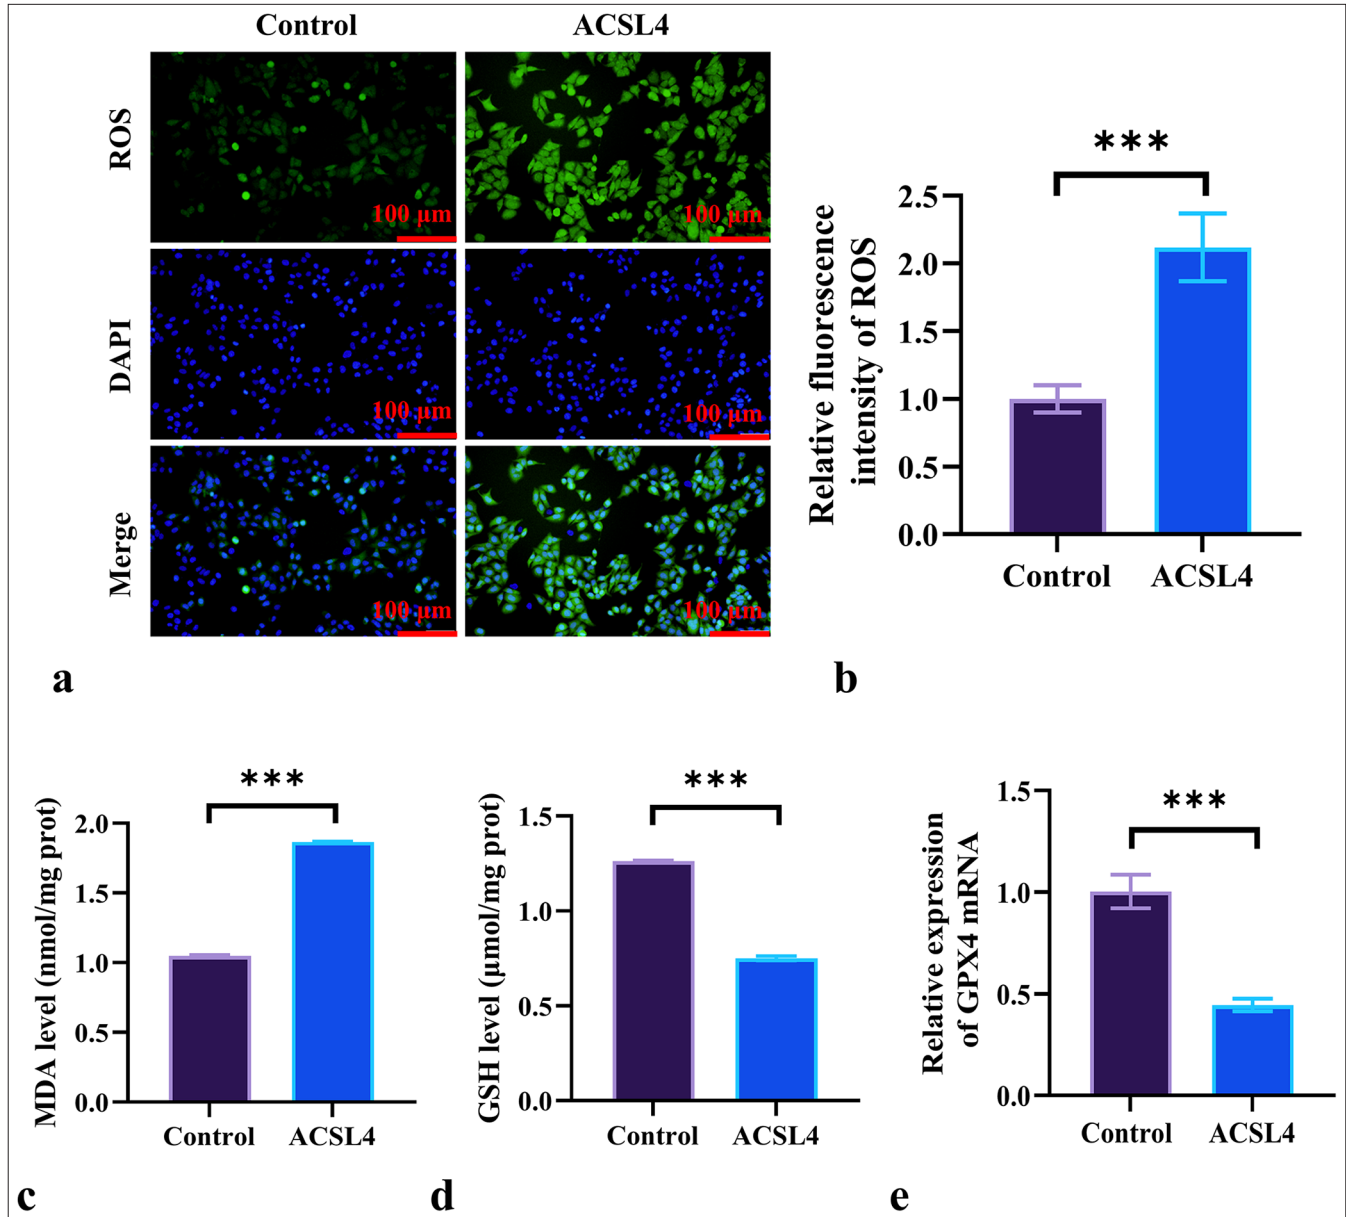 Control ACSL4
ROS
100 µm 100 µm
DAPI
100 µm 100 µm
Merge
100 µm 100 µm
a
***
Relative fluorescence
intensity of ROS
2.5
2.0
1.5
1.0
0.5
0.0
Control ACSL4
b
***
MDA level (nmol/mg prot)
2.0
1.5
1.0
0.5
0.0
Control ACSL4
c
***
GSH level (µmol/mg prot)
1.5
1.0
0.5
0.0
Control ACSL4
d
***
Relative expression
of GPX4 mRNA
1.5
1.0
0.5
0.0
Control ACSL4
e